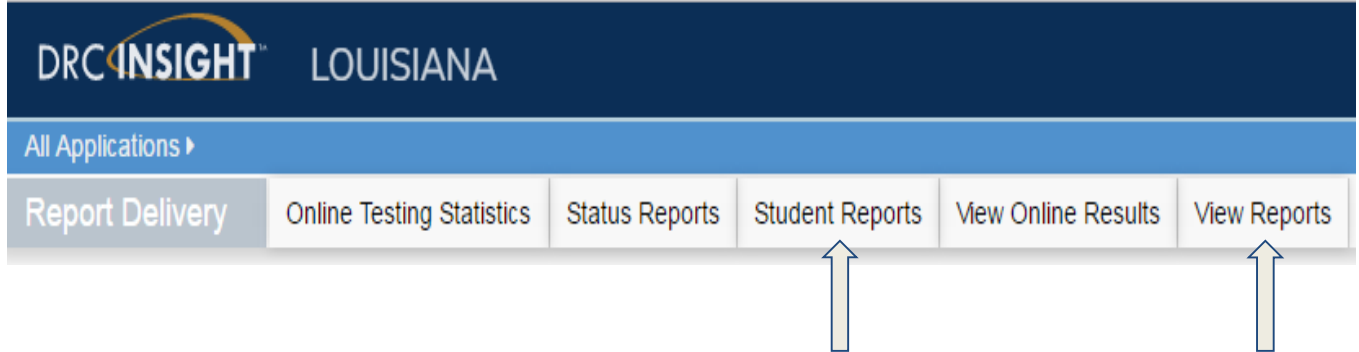 DRC INSIGHT™ LOUISIANA
All Applications
Report Delivery Online Testing Statistics Status Reports Student Reports View Online Results View Reports